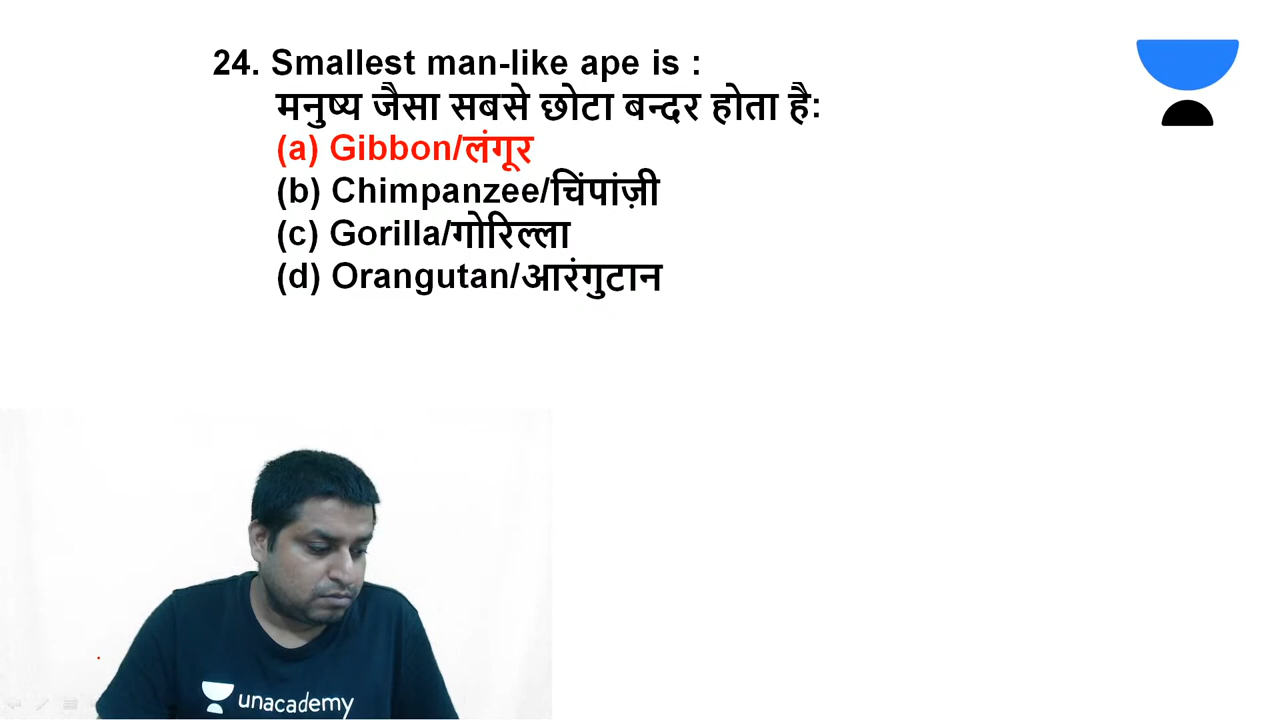 24. Smallest man-like ape is :
मनुष्य जैसा सबसे छोटा बन्दर होता हैः
(a) Gibbon/लंगूर
(b) Chimpanzee/चिंपांज़ी
(c) Gorilla/गोरिल्ला
(d) Orangutan/आरंगुटान
unacademy